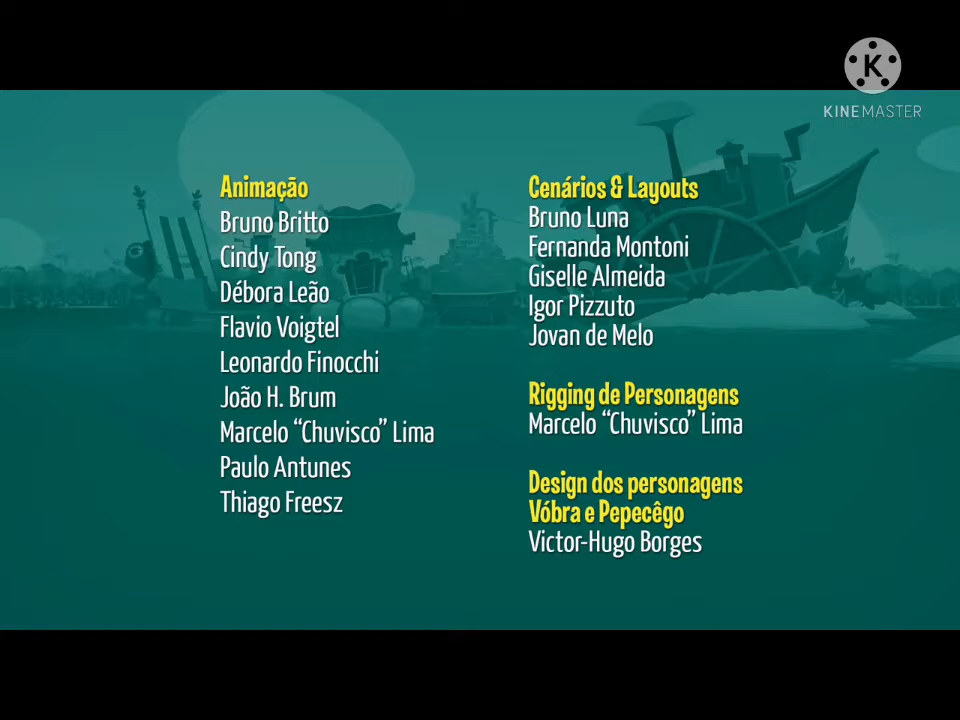 K
KINEMASTER
Animação
Bruno Britto
Cindy Tong
Débora Leão
Flavio Voigtel
Leonardo Finocchi
João H. Brum
Marcelo “Chuvisco” Lima
Paulo Antunes
Thiago Freesz
Cenários & Layouts
Bruno Luna
Fernanda Montoni
Giselle Almeida
Igor Pizzuto
Jovan de Melo
Rigging de Personagens
Marcelo “Chuvisco” Lima
Design dos personagens
Vóbra e Pepecêgo
Victor-Hugo Borges